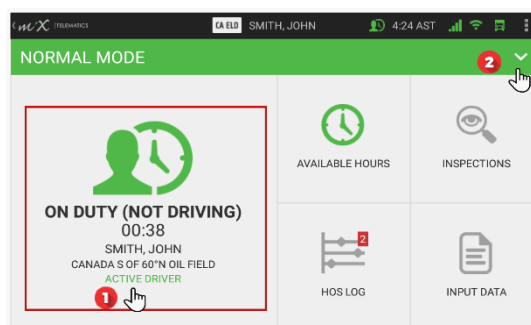 miX TELEMATICS CA ELD SMITH, JOHN 4:24 AST
NORMAL MODE 2
ON DUTY (NOT DRIVING)
00:38
SMITH, JOHN
CANADA S OF 60°N OIL FIELD
ACTIVE DRIVER
1
AVAILABLE HOURS
INSPECTIONS
2
HOS LOG
INPUT DATA